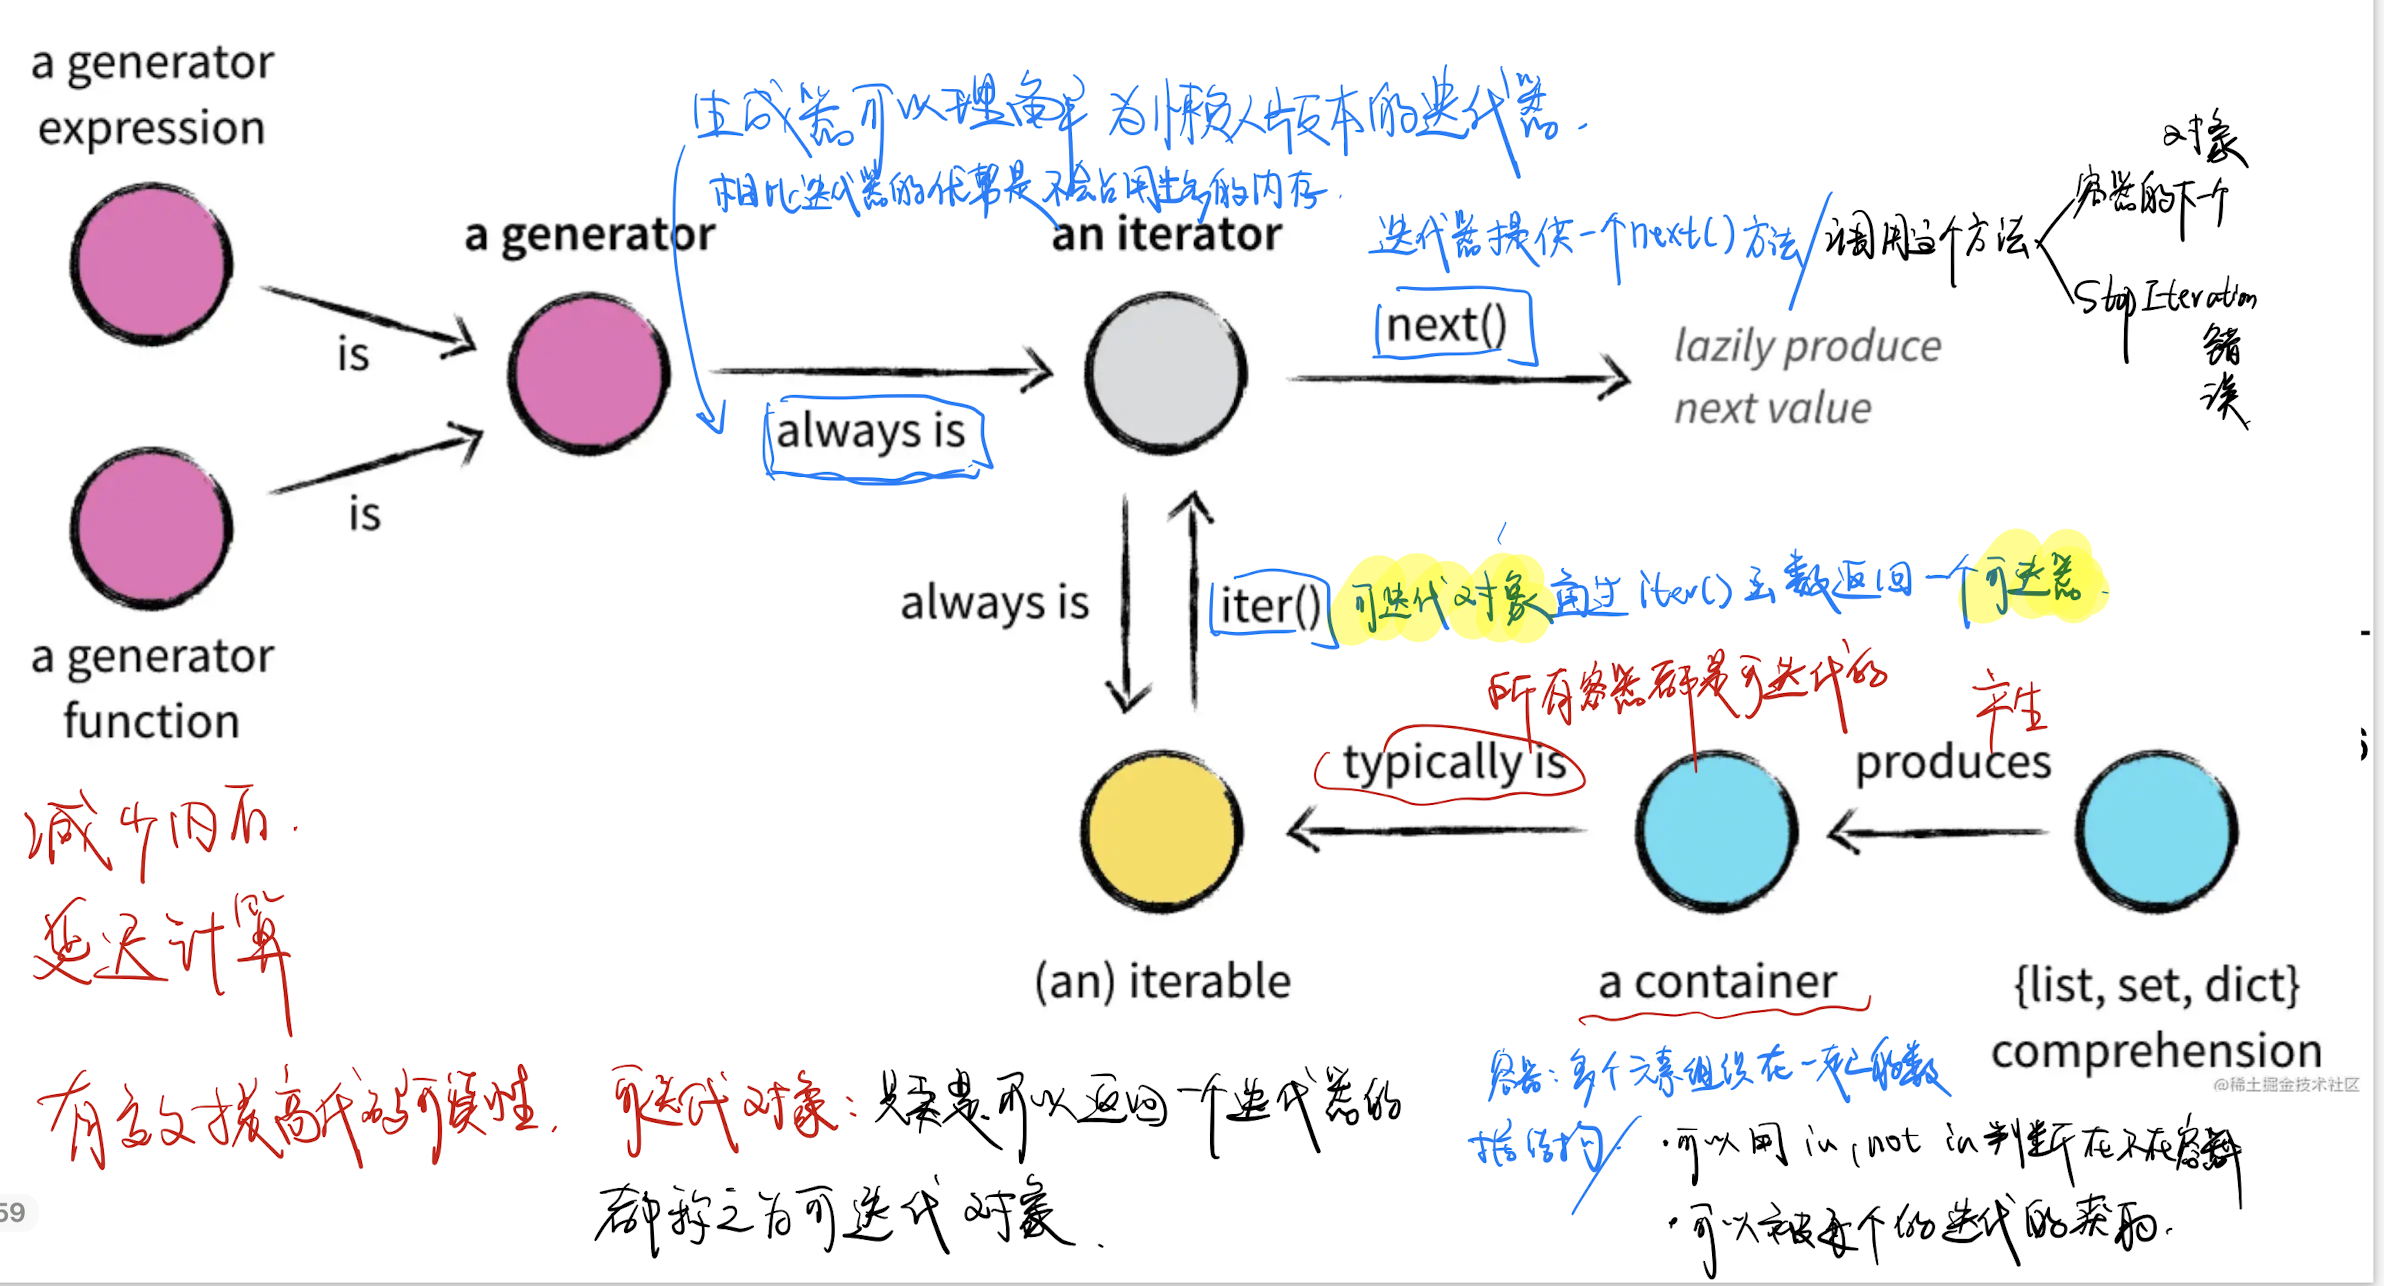 a generator
expression
生成器可以理解为懒人版本的迭代器.
相比迭代器的优势是不会占用过多的内存.
a generator
an iterator
迭代器提供一个next()方法
调用这个方法
对象
容器的下一个
StopIteration
错
误
next()
lazily produce
next value
is
always is
is
always is
iter()
可迭代对象通过iter()函数返回一个可迭器.
a generator
function
所有容器都是可迭代的
产生
typically is
produces
减少内存.
延迟计算
(an) iterable
a container
{list, set, dict}
comprehension
@稀土掘金技术社区
有效提高代码可读性.
可迭代对象:
可以返回一个迭代器的
都称之为可迭代对象.
容器:多个元素组织在一起的数
据结构
·可以用in, not in判断在不在容器
·可以被逐个的迭代的获取.
59